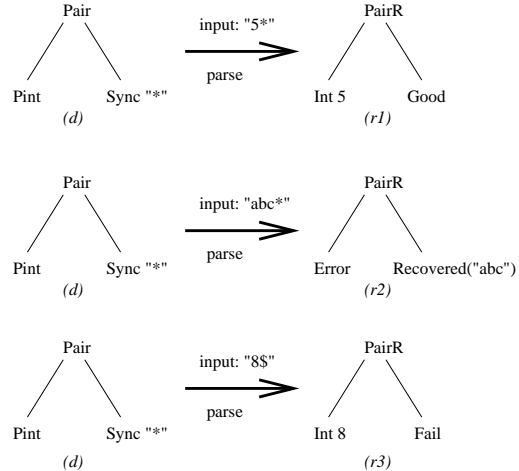 Pair
input: "5*"
PairR
parse
Pint
Sync "*"
Int 5
Good
(d)
(r1)
Pair
input: "abc*"
PairR
parse
Pint
Sync "*"
Error
Recovered("abc")
(d)
(r2)
Pair
input: "8$"
PairR
parse
Pint
Sync "*"
Int 8
Fail
(d)
(r3)